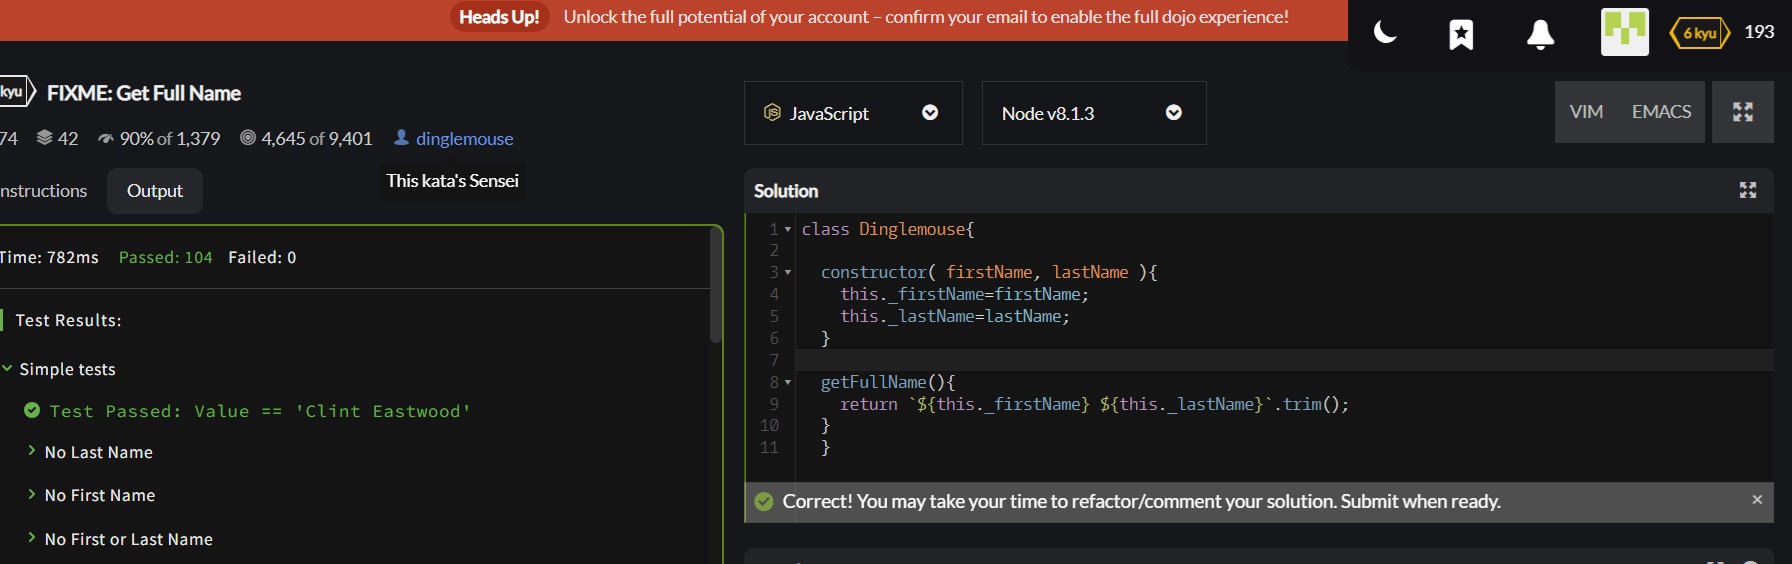 Heads Up! Unlock the full potential of your account – confirm your email to enable the full dojo experience!
6 kyu 193
kyu FIXME: Get Full Name
74 42 90% of 1,379 4,645 of 9,401 dinglemouse
This kata's Sensei
nstructions Output
Time: 782ms Passed: 104 Failed: 0
Test Results:
Simple tests
Test Passed: Value == 'Clint Eastwood'
No Last Name
No First Name
No First or Last Name
JS JavaScript Node v8.1.3 VIM EMACS
Solution
1 class Dinglemouse{
2
3 constructor( firstName, lastName ){
4 this._firstName=firstName;
5 this._lastName=lastName;
6 }
7
8 getFullName(){
9 return `${this._firstName} ${this._lastName}`.trim();
10 }
11 }
Correct! You may take your time to refactor/comment your solution. Submit when ready. ×